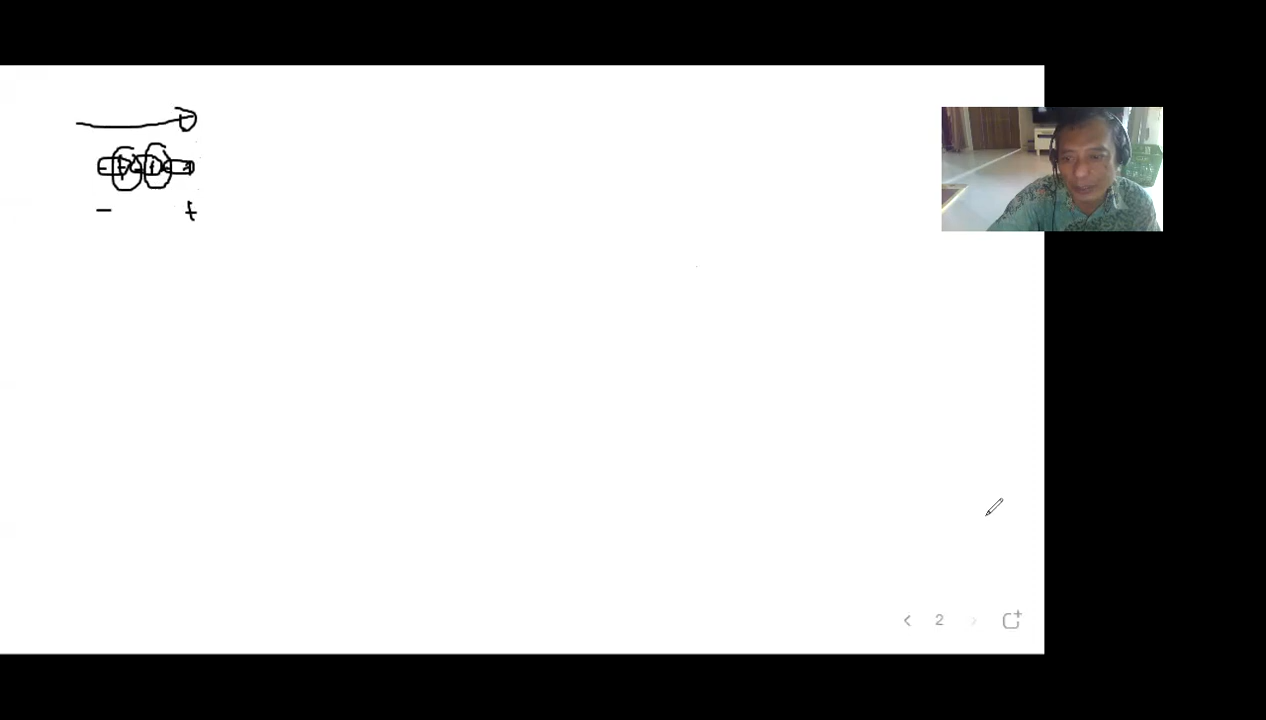 - + - + - +
- +
2